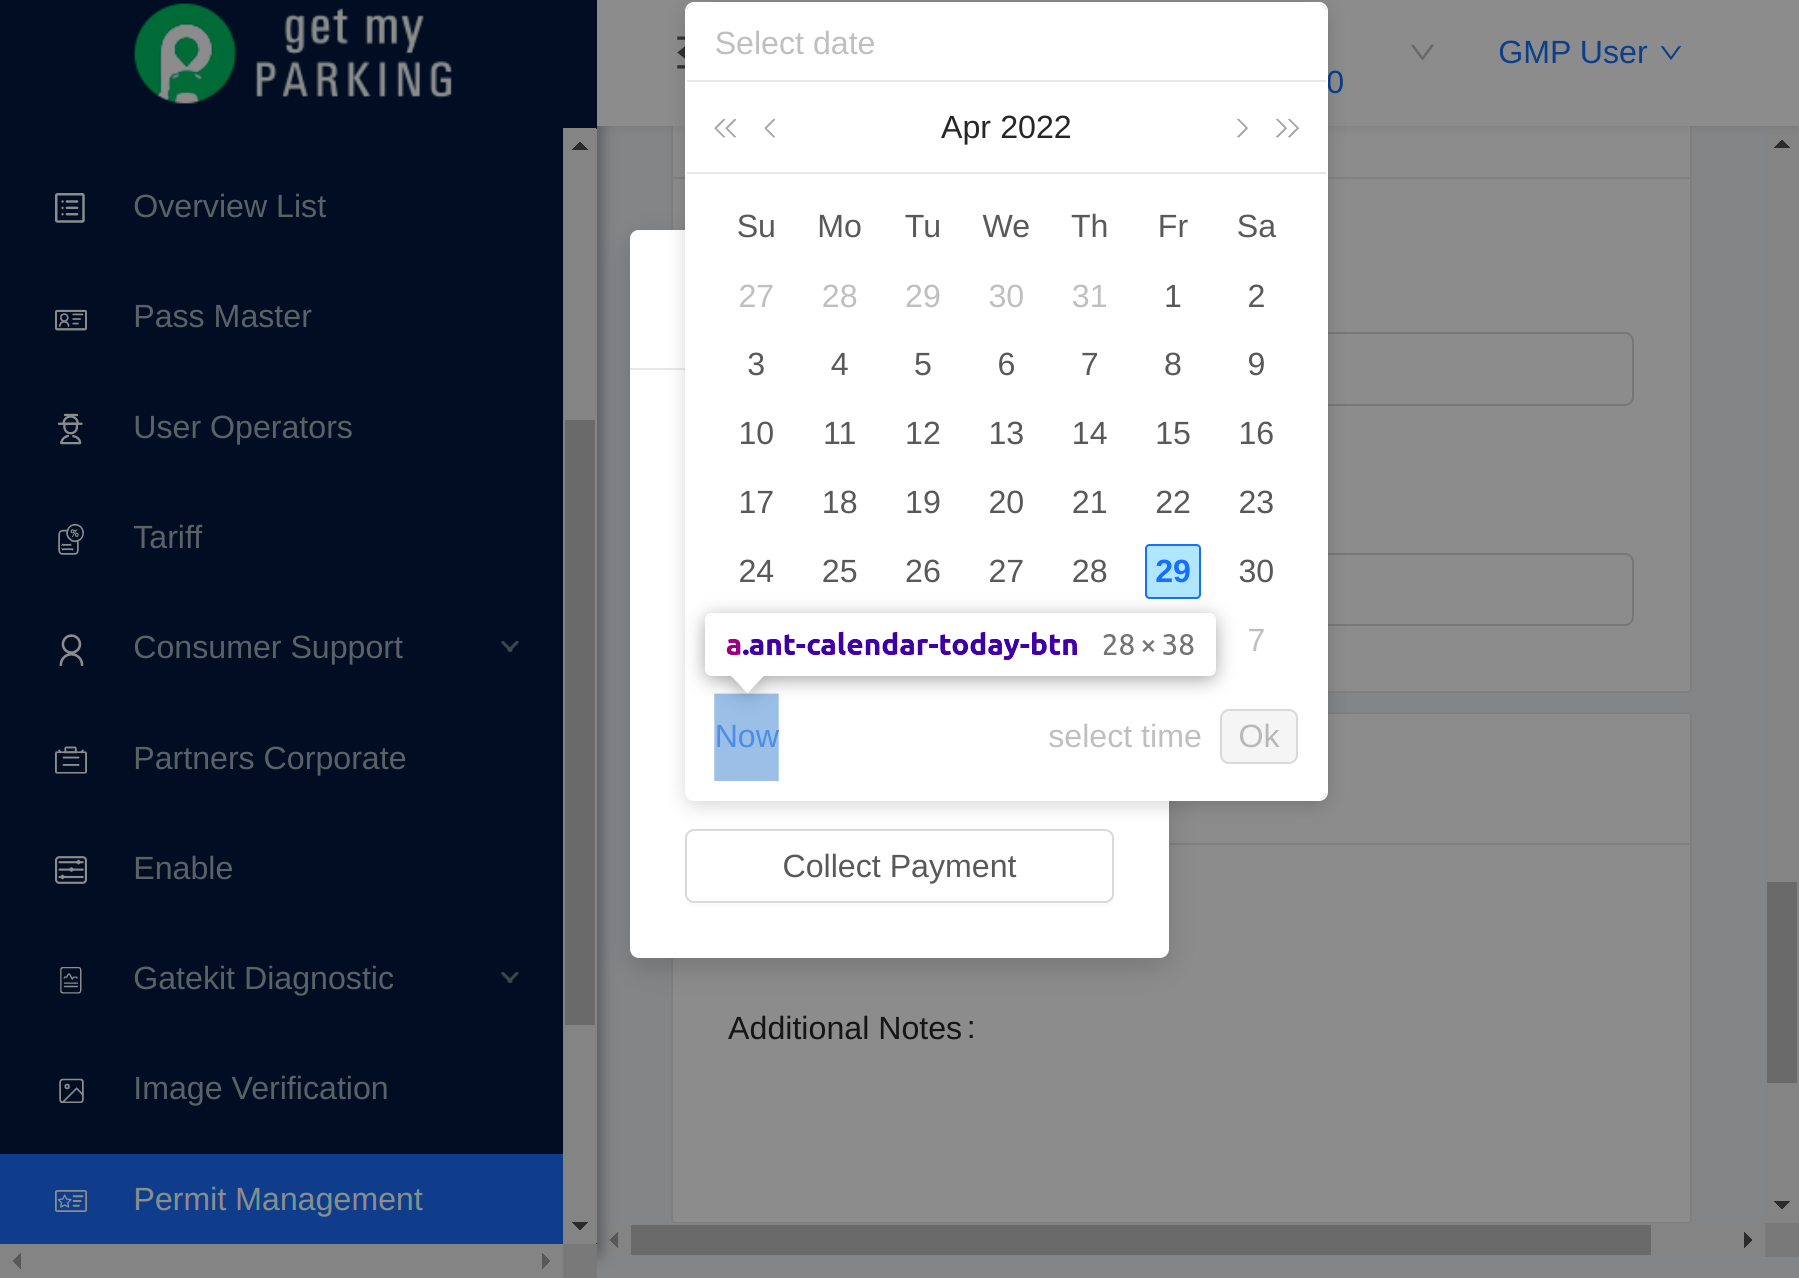 get my
PARKING
Overview List
Pass Master
User Operators
Tariff
Consumer Support
Partners Corporate
Enable
Gatekit Diagnostic
Image Verification
Permit Management
Select date
0
GMP User
Apr 2022
Su Mo Tu We Th Fr Sa
27 28 29 30 31 1 2
3 4 5 6 7 8 9
10 11 12 13 14 15 16
17 18 19 20 21 22 23
24 25 26 27 28 29 30
a.ant-calendar-today-btn 28 × 38
7
Now select time Ok
Collect Payment
Additional Notes :